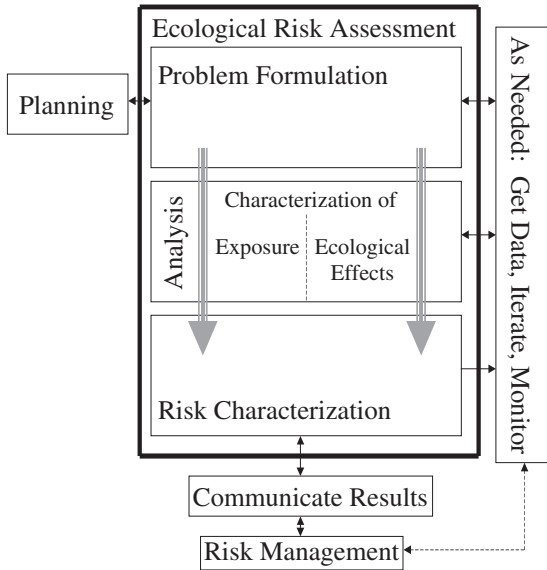 Ecological Risk Assessment
Problem Formulation
Planning
Analysis
Characterization of
Exposure
Ecological
Effects
Risk Characterization
As Needed: Get Data, Iterate, Monitor
Communicate Results
Risk Management